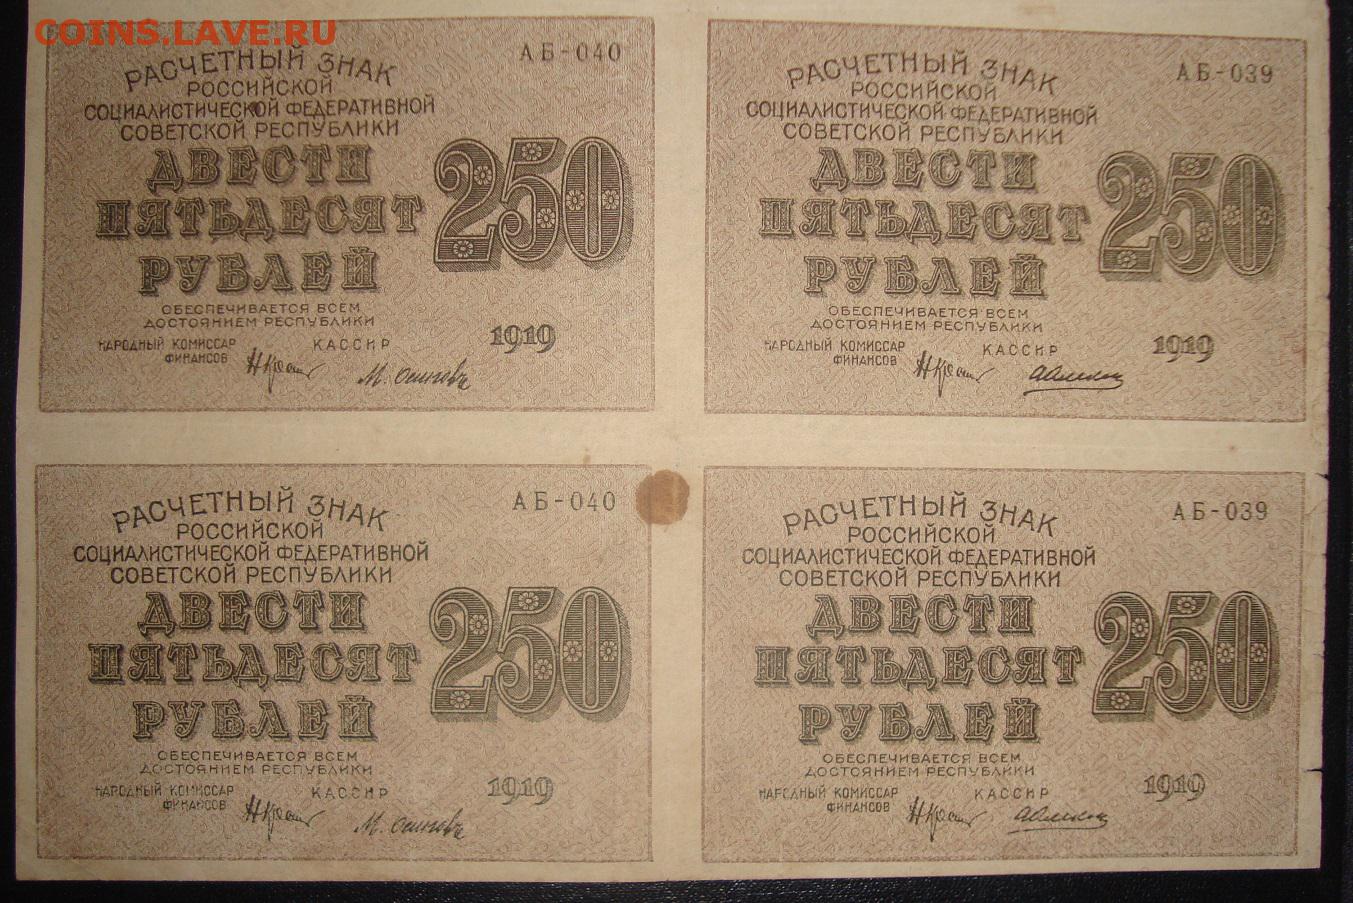 COINS.LAVE.RU
АБ-040
РАСЧЕТНЫЙ ЗНАК
РОССИЙСКОЙ
СОЦИАЛИСТИЧЕСКОЙ ФЕДЕРАТИВНОЙ
СОВЕТСКОЙ РЕСПУБЛИКИ
ДВЕСТИ
ПЯТЬДЕСЯТ
РУБЛЕЙ
250
ОБЕСПЕЧИВАЕТСЯ ВСЕМ
ДОСТОЯНИЕМ РЕСПУБЛИКИ
1919
НАРОДНЫЙ КОМИССАР
ФИНАНСОВ
КАССИР
М. Осипов
АБ-039
РАСЧЕТНЫЙ ЗНАК
РОССИЙСКОЙ
СОЦИАЛИСТИЧЕСКОЙ ФЕДЕРАТИВНОЙ
СОВЕТСКОЙ РЕСПУБЛИКИ
ДВЕСТИ
ПЯТЬДЕСЯТ
РУБЛЕЙ
250
ОБЕСПЕЧИВАЕТСЯ ВСЕМ
ДОСТОЯНИЕМ РЕСПУБЛИКИ
1919
НАРОДНЫЙ КОМИССАР
ФИНАНСОВ
КАССИР
АБ-040
РАСЧЕТНЫЙ ЗНАК
РОССИЙСКОЙ
СОЦИАЛИСТИЧЕСКОЙ ФЕДЕРАТИВНОЙ
СОВЕТСКОЙ РЕСПУБЛИКИ
ДВЕСТИ
ПЯТЬДЕСЯТ
РУБЛЕЙ
250
ОБЕСПЕЧИВАЕТСЯ ВСЕМ
ДОСТОЯНИЕМ РЕСПУБЛИКИ
1919
НАРОДНЫЙ КОМИССАР
ФИНАНСОВ
КАССИР
М. Осипов
АБ-039
РАСЧЕТНЫЙ ЗНАК
РОССИЙСКОЙ
СОЦИАЛИСТИЧЕСКОЙ ФЕДЕРАТИВНОЙ
СОВЕТСКОЙ РЕСПУБЛИКИ
ДВЕСТИ
ПЯТЬДЕСЯТ
РУБЛЕЙ
250
ОБЕСПЕЧИВАЕТСЯ ВСЕМ
ДОСТОЯНИЕМ РЕСПУБЛИКИ
1919
НАРОДНЫЙ КОМИССАР
ФИНАНСОВ
КАССИР